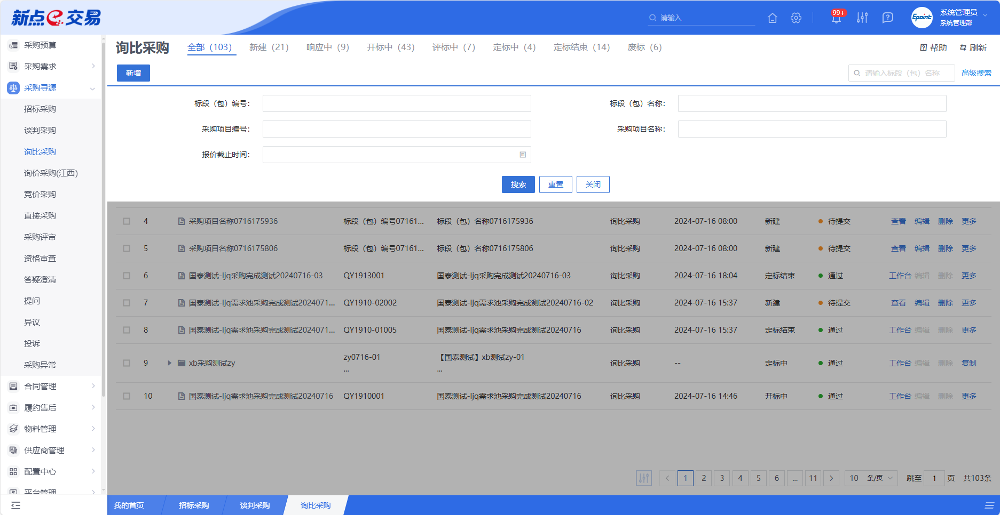 新点e交易
请输入
99+
Epoint
系统管理员
系统管理部
采购预算
采购需求
采购寻源
招标采购
谈判采购
询比采购
询价采购(江西)
竞价采购
直接采购
采购评审
资格审查
答疑澄清
提问
异议
投诉
采购异常
合同管理
履约售后
物料管理
供应商管理
配置中心
平台管理
询比采购
全部（103） 新建（21） 响应中（9） 开标中（43） 评标中（7） 定标中（4） 定标结束（14） 废标（6）
帮助 刷新
新增
请输入标段（包）名称 高级搜索
标段（包）编号： 标段（包）名称：
采购项目编号： 采购项目名称：
报价截止时间：
搜索 重置 关闭
4 采购项目名称0716175936 标段（包）编号07161... 标段（包）名称0716175936 询比采购 2024-07-16 08:00 新建 待提交 查看 编辑 删除 更多
5 采购项目名称0716175806 标段（包）编号07161... 标段（包）名称0716175806 询比采购 2024-07-16 08:00 新建 待提交 查看 编辑 删除 更多
6 国泰测试-ljq采购完成测试20240716-03 QY1913001 国泰测试-ljq采购完成测试20240716-03 询比采购 2024-07-16 18:04 定标结束 通过 工作台 编辑 删除 更多
7 国泰测试-ljq需求池采购完成测试2024071... QY1910-02002 国泰测试-ljq需求池采购完成测试20240716-02 询比采购 2024-07-16 15:37 新建 待提交 查看 编辑 删除 更多
8 国泰测试-ljq需求池采购完成测试2024071... QY1910-01005 国泰测试-ljq需求池采购完成测试20240716 询比采购 2024-07-16 15:37 定标结束 通过 工作台 编辑 删除 更多
zy0716-01 【国泰测试】xb测试zy-01
9 xb采购测试zy 询比采购 -- 定标中 通过 工作台 编辑 删除 复制
... ...
10 国泰测试-ljq需求池采购完成测试20240716 QY1910001 国泰测试-ljq需求池采购完成测试20240716 询比采购 2024-07-16 14:46 开标中 通过 工作台 编辑 删除 更多
1 2 3 4 5 6 ... 11 10 条/页 跳至 1 页 共103条
我的首页 招标采购 谈判采购 询比采购